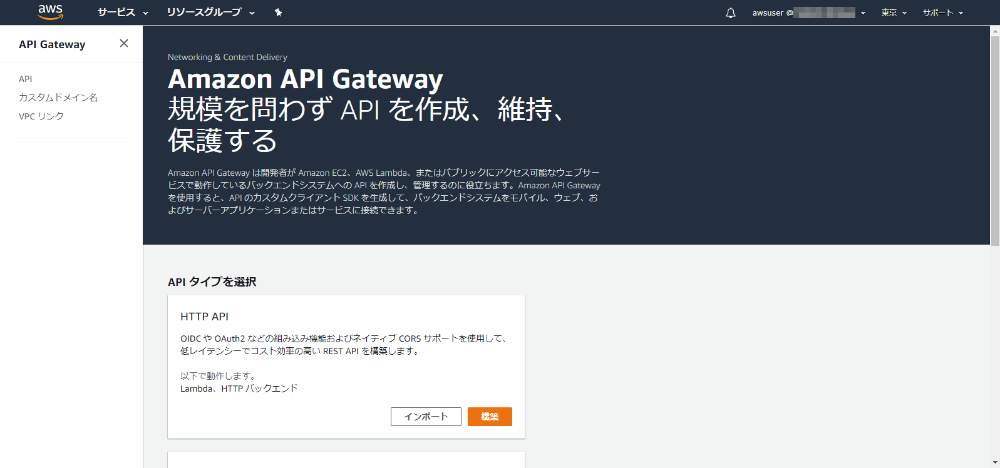 aws
サービス
リソースグループ
awsuser @
東京
サポート
API Gateway
API
カスタムドメイン名
VPC リンク
Networking & Content Delivery
Amazon API Gateway
規模を問わず API を作成、維持、
保護する
Amazon API Gateway は開発者が Amazon EC2、AWS Lambda、またはパブリックにアクセス可能なウェブサー
ビスで動作しているバックエンドシステムへの API を作成し、管理するのに役立ちます。Amazon API Gateway
を使用すると、API のカスタムクライアント SDK を生成して、バックエンドシステムをモバイル、ウェブ、お
よびサーバーアプリケーションまたはサービスに接続できます。
API タイプを選択
HTTP API
OIDC や OAuth2 などの組み込み機能およびネイティブ CORS サポートを使用して、
低レイテンシーでコスト効率の高い REST API を構築します。
以下で動作します。
Lambda、HTTP バックエンド
インポート
構築